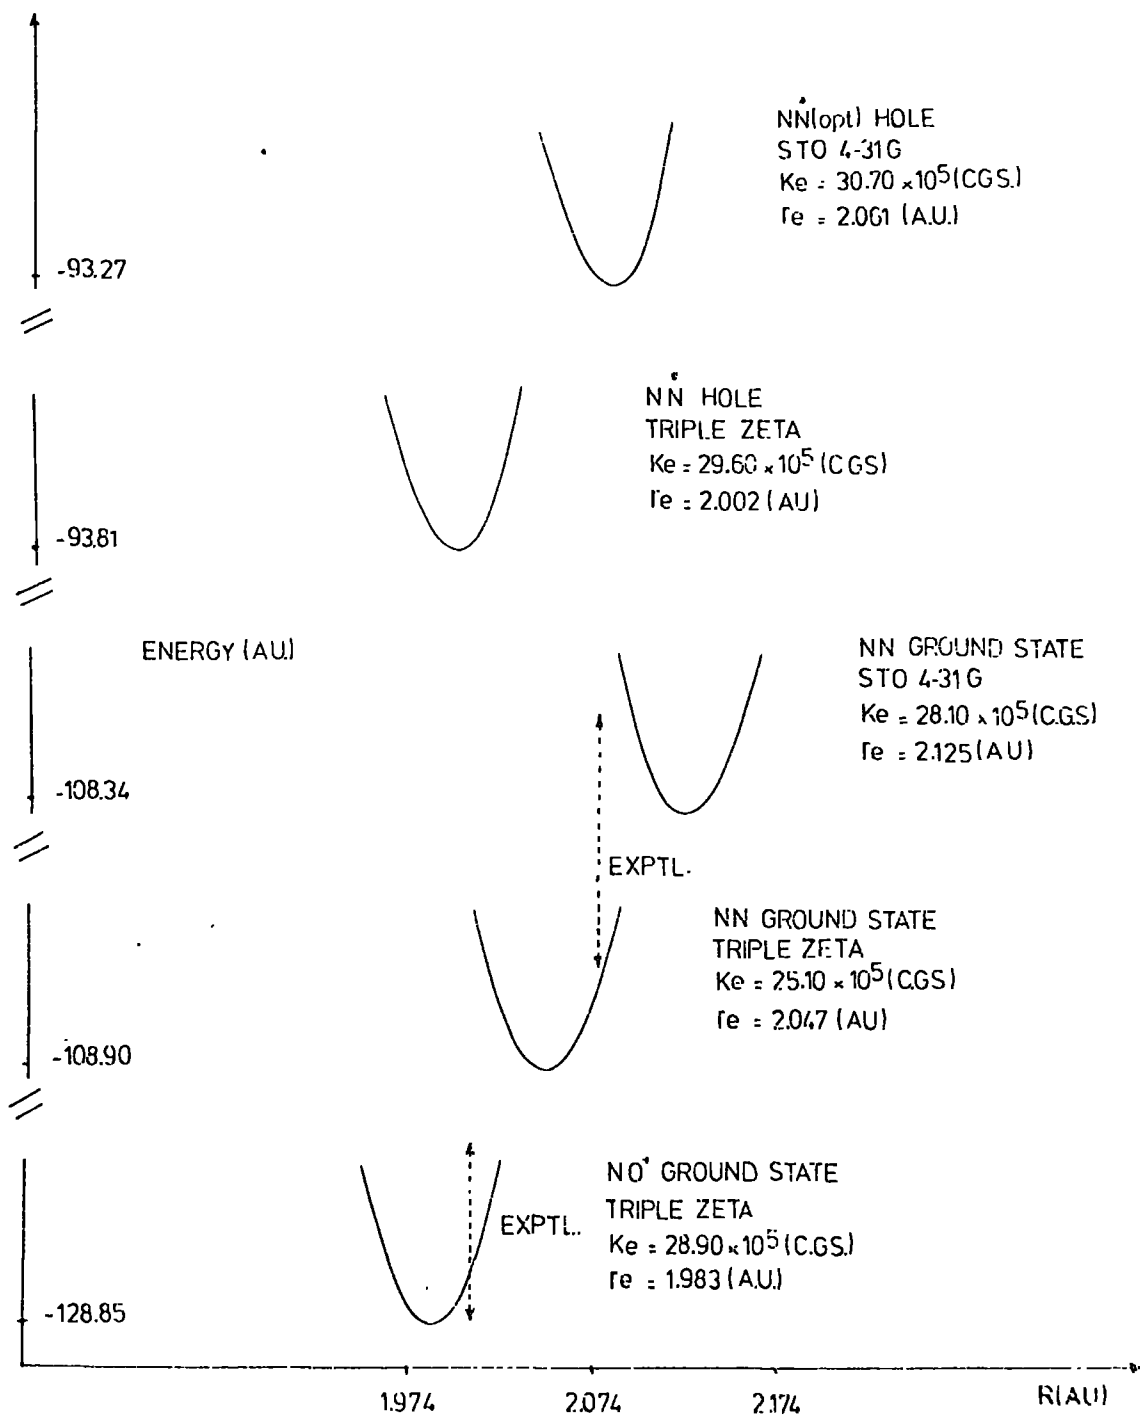 NN̊(opt) HOLE
STO 4-31G
Ke = 30.70 × 10⁵ (CGS.)
re = 2.061 (A.U.)
-93.27
NN̊ HOLE
TRIPLE ZETA
Ke = 29.60 × 10⁵ (CGS)
re = 2.002 (AU)
-93.81
ENERGY (AU.)
NN GROUND STATE
STO 4-31G
Ke = 28.10 × 10⁵ (C.G.S)
re = 2.125 (AU)
-108.34
EXPTL.
NN GROUND STATE
TRIPLE ZETA
Ke = 25.10 × 10⁵ (C.GS)
re = 2.047 (AU)
-108.90
NO⁺ GROUND STATE
TRIPLE ZETA
EXPTL.
Ke = 28.90 × 10⁵ (C.GS.)
re = 1.983 (A.U.)
-128.85
1.974 2.074 2.174 R(AU)